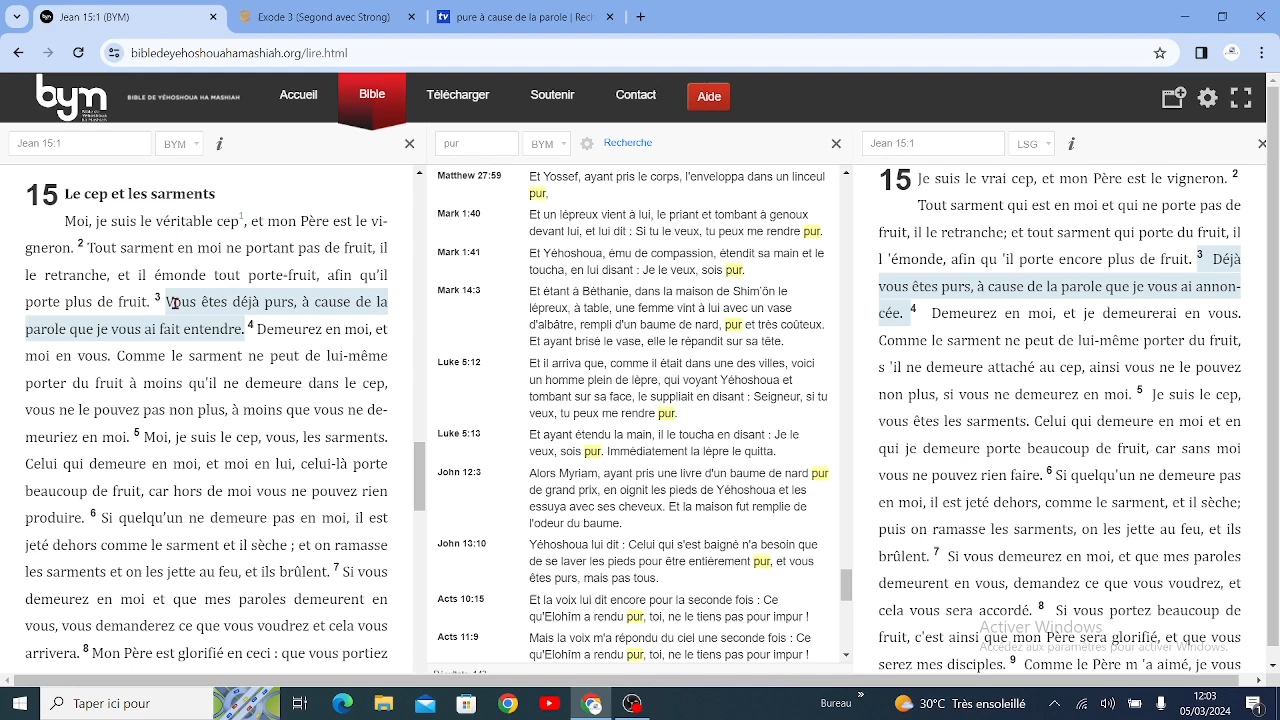 Jean 15:1 (BYM)
Recherche de Parole de vie | Rec
Jean 15 à cause de parole | Rech
bibledeyehoshouahamashiah.org/lire.html
bym
BIBLE DE YÉHOSHOUA HA MASHIAH
Accueil
Bible
Télécharger
Soutenir
Contact
Aide
Jean 15:1
BYM
15 Le cep et les sarments
Moi, je suis le véritable cep1, et mon Père est le vi-
gneron. 2 Tout sarment en moi ne portant pas de fruit, il
le retranche, et il émonde tout porte-fruit, afin qu'il
porte plus de fruit. 3 Vous êtes déjà purs, à cause de la
parole que je vous ai fait entendre. 4 Demeurez en moi, et
moi en vous. Comme le sarment ne peut de lui-même
porter du fruit à moins qu'il ne demeure dans le cep,
vous ne le pouvez pas non plus, à moins que vous ne de-
meuriez en moi. 5 Moi, je suis le cep, vous, les sarments.
Celui qui demeure en moi, et moi en lui, celui-là porte
beaucoup de fruit, car hors de moi vous ne pouvez rien
produire. 6 Si quelqu'un ne demeure pas en moi, il est
jeté dehors comme le sarment et il sèche ; et on ramasse
les sarments et on les jette au feu, et ils brûlent. 7 Si vous
demeurez en moi et que mes paroles demeurent en
vous, vous demanderez ce que vous voudrez et cela vous
arrivera. 8 Mon Père est glorifié en ceci : que vous portiez
pur
BYM
Recherche
Matthew 27:59 Et Yossef, ayant pris le corps, l'enveloppa dans un linceul
pur,
Mark 1:40 Et un lépreux vient à lui, le priant et tombant à genoux
devant lui, et lui dit : Si tu le veux, tu peux me rendre pur.
Mark 1:41 Et Yéhoshoua, ému de compassion, étendit sa main et le
toucha, en lui disant : Je le veux, sois pur.
Mark 14:3 Et étant à Béthanie, dans la maison de Shim'ôn le
lépreux, à table, une femme vint à lui avec un vase
d'albâtre, rempli d'un baume de nard, pur et très coûteux.
Et ayant brisé le vase, elle le répandit sur sa tête.
Luke 5:12 Et il arriva que, comme il était dans une des villes, voici
un homme plein de lèpre, qui voyant Yéhoshoua et
tombant sur sa face, le suppliait en disant : Seigneur, si tu
veux, tu peux me rendre pur.
Luke 5:13 Et ayant étendu la main, il le toucha en disant : Je le
veux, sois pur. Immédiatement la lèpre le quitta.
John 12:3 Alors Myriam, ayant pris une livre d'un baume de nard pur
de grand prix, en oignit les pieds de Yéhoshoua et les
essuya avec ses cheveux. Et la maison fut remplie de
l'odeur du baume.
John 13:10 Yéhoshoua lui dit : Celui qui s'est baigné n'a besoin que
de se laver les pieds pour être entièrement pur, et vous
êtes purs, mais pas tous.
Acts 10:15 Et la voix lui dit encore pour la seconde fois : Ce
qu'Elohîm a rendu pur, toi, ne le tiens pas pour impur !
Acts 11:9 Mais la voix m'a répondu du ciel une seconde fois : Ce
qu'Elohîm a rendu pur, toi, ne le tiens pas pour impur !
Jean 15:1
LSG
15 Je suis le vrai cep, et mon Père est le vigneron. 2
Tout sarment qui est en moi et qui ne porte pas de
fruit, il le retranche; et tout sarment qui porte du fruit, il
l 'émonde, afin qu 'il porte encore plus de fruit. 3 Déjà
vous êtes purs, à cause de la parole que je vous ai annon-
cée. 4 Demeurez en moi, et je demeurerai en vous.
Comme le sarment ne peut de lui-même porter du fruit,
s 'il ne demeure attaché au cep, ainsi vous ne le pouvez
non plus, si vous ne demeurez en moi. 5 Je suis le cep,
vous êtes les sarments. Celui qui demeure en moi et en
qui je demeure porte beaucoup de fruit, car sans moi
vous ne pouvez rien faire. 6 Si quelqu'un ne demeure pas
en moi, il est jeté dehors, comme le sarment, et il sèche;
puis on ramasse les sarments, on les jette au feu, et ils
brûlent. 7 Si vous demeurez en moi, et que mes paroles
demeurent en vous, demandez ce que vous voudrez, et
cela vous sera accordé. 8 Si vous portez beaucoup de
fruit, c'est ainsi que mon Père sera glorifié, et que vous
serez mes disciples. 9 Comme le Père m 'a aimé, je vous
Activer Windows
Accédez aux paramètres pour activer Windows.
Taper ici pour
Bureau
30°C Très ensoleillé
12:03
05/03/2024